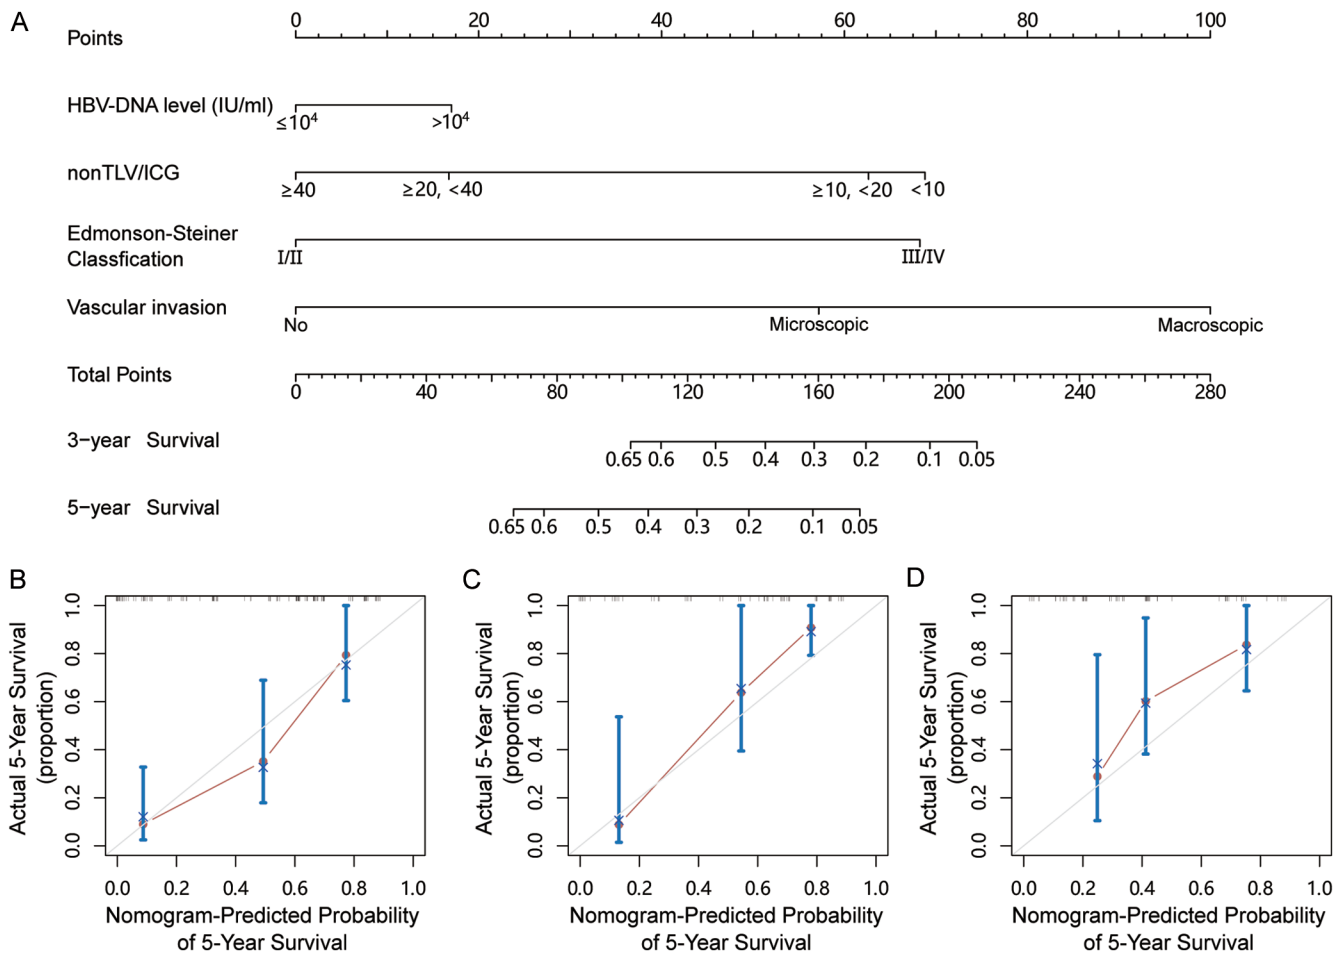 A
Points
0 20 40 60 80 100
HBV-DNA level (IU/ml)
≤10⁴ >10⁴
nonTLV/ICG
≥40 ≥20, <40 ≥10, <20 <10
Edmonson-Steiner
Classfication
I/II III/IV
Vascular invasion
No Microscopic Macroscopic
Total Points
0 40 80 120 160 200 240 280
3−year Survival
0.65 0.6 0.5 0.4 0.3 0.2 0.1 0.05
5−year Survival
0.65 0.6 0.5 0.4 0.3 0.2 0.1 0.05
B
Actual 5-Year Survival
(proportion)
0.0 0.2 0.4 0.6 0.8 1.0
0.0 0.2 0.4 0.6 0.8 1.0
Nomogram-Predicted Probability
of 5-Year Survival
C
Actual 5-Year Survival
(proportion)
0.0 0.2 0.4 0.6 0.8 1.0
0.0 0.2 0.4 0.6 0.8 1.0
Nomogram-Predicted Probability
of 5-Year Survival
D
Actual 5-Year Survival
(proportion)
0.0 0.2 0.4 0.6 0.8 1.0
0.0 0.2 0.4 0.6 0.8 1.0
Nomogram-Predicted Probability
of 5-Year Survival